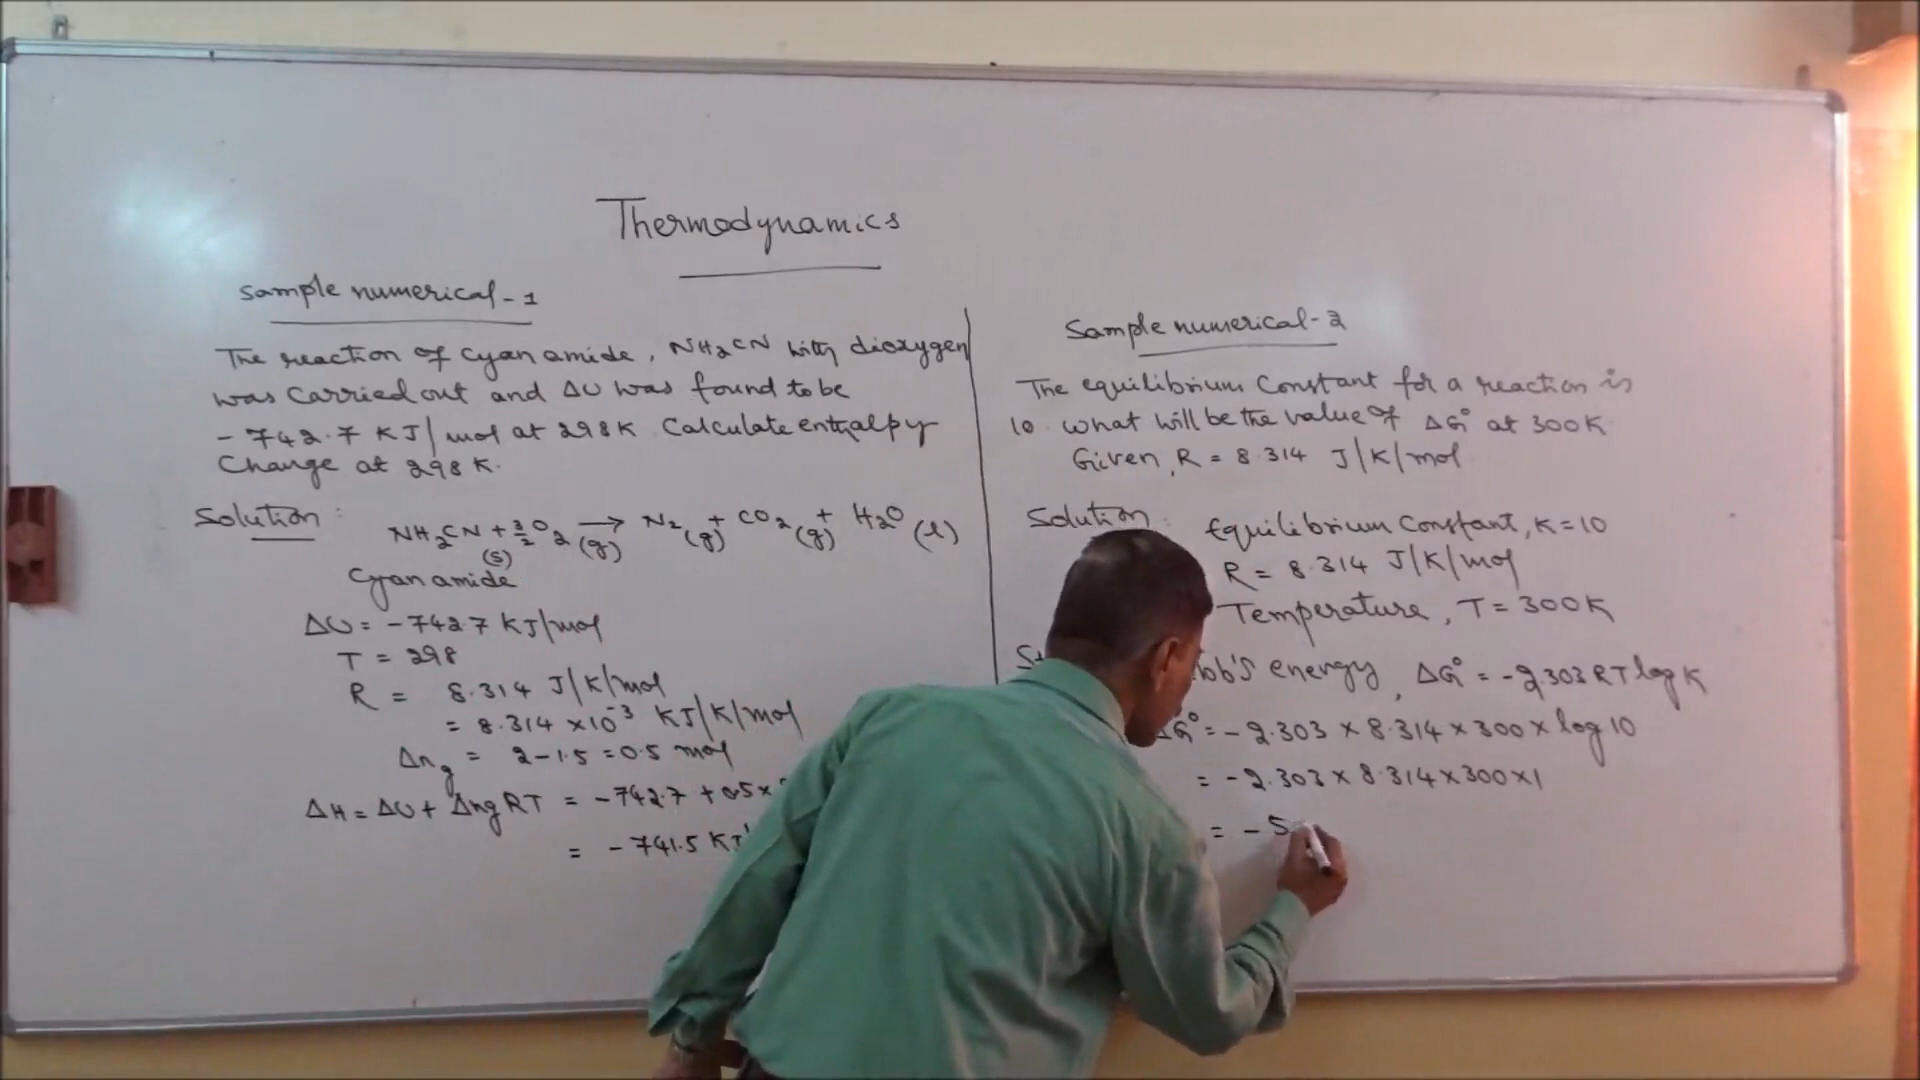 Thermodynamics
Sample numerical-1
The reaction of cyanamide, NH₂CN with dioxygen
was carried out and ΔU was found to be
-742.7 KJ/mol at 298K. Calculate enthalpy
Change at 298 K.
Solution:
NH₂CN(s) + 3/2 O₂(g) → N₂(g) + CO₂(g) + H₂O(l)
Cyanamide
ΔU = -742.7 KJ/mol
T = 298
R = 8.314 J/K/mol
= 8.314 × 10⁻³ KJ/K/mol
Δng = 2-1.5 = 0.5 mol
ΔH = ΔU + ΔngRT = -742.7 + 0.5 ×
= -741.5
Sample numerical-2
The equilibrium Constant for a reaction is
10. what will be the value of ΔG° at 300K
Given, R = 8.314 J/K/mol
Solution
Equilibrium Constant, K = 10
R = 8.314 J/K/mol
Temperature, T = 300K
energy, ΔG° = -2.303 RT log K
G° = -2.303 × 8.314 × 300 × log 10
= -2.303 × 8.314 × 300 × 1
= -5